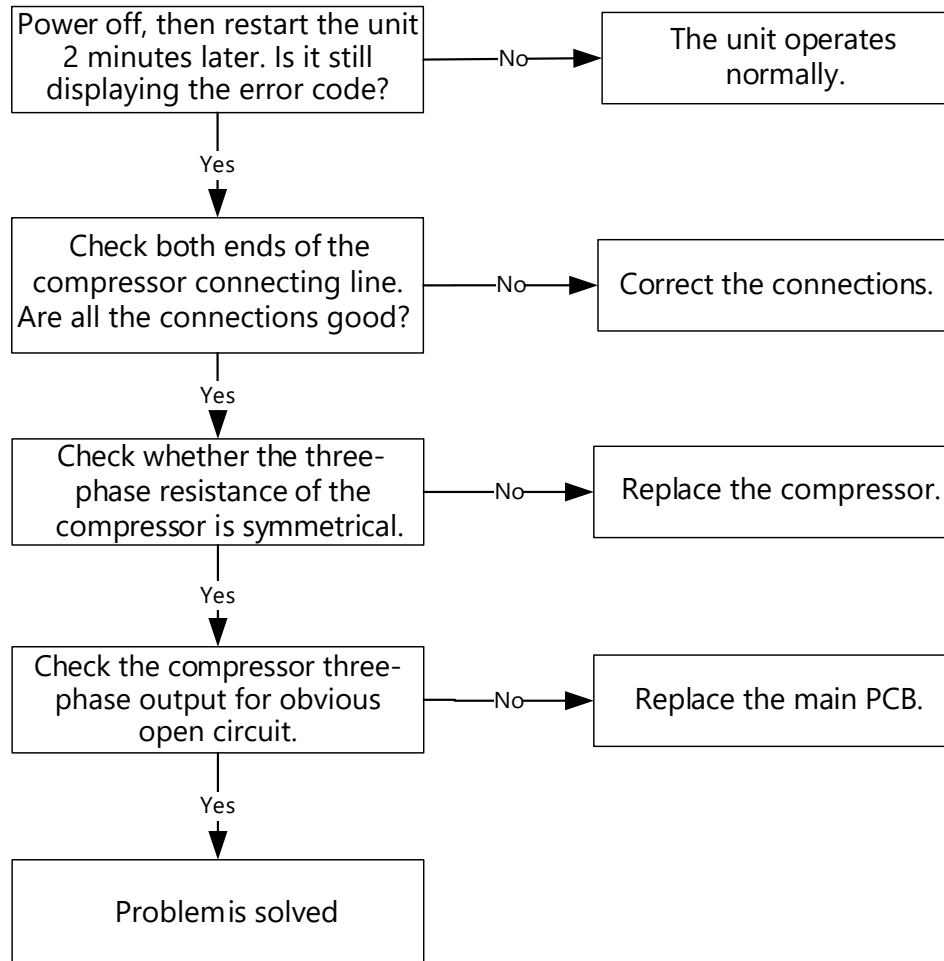 Power off, then restart the unit
2 minutes later. Is it still
displaying the error code?
No
The unit operates
normally.
Yes
Check both ends of the
compressor connecting line.
Are all the connections good?
No
Correct the connections.
Yes
Check whether the three-
phase resistance of the
compressor is symmetrical.
No
Replace the compressor.
Yes
Check the compressor three-
phase output for obvious
open circuit.
No
Replace the main PCB.
Yes
Problemis solved